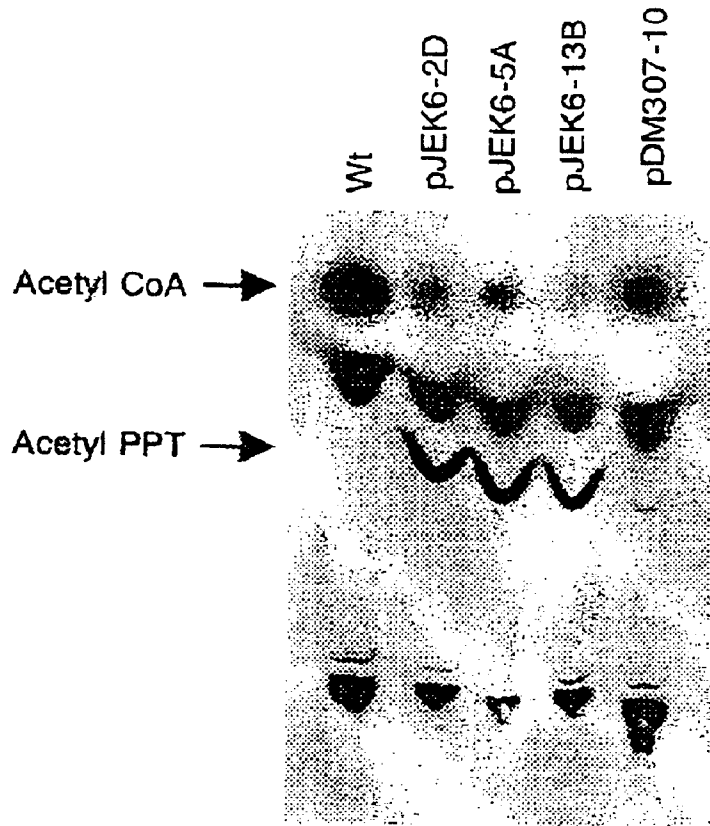 Wt
pJEK6-2D
pJEK6-5A
pJEK6-13B
pDM307-10
Acetyl CoA
Acetyl PPT